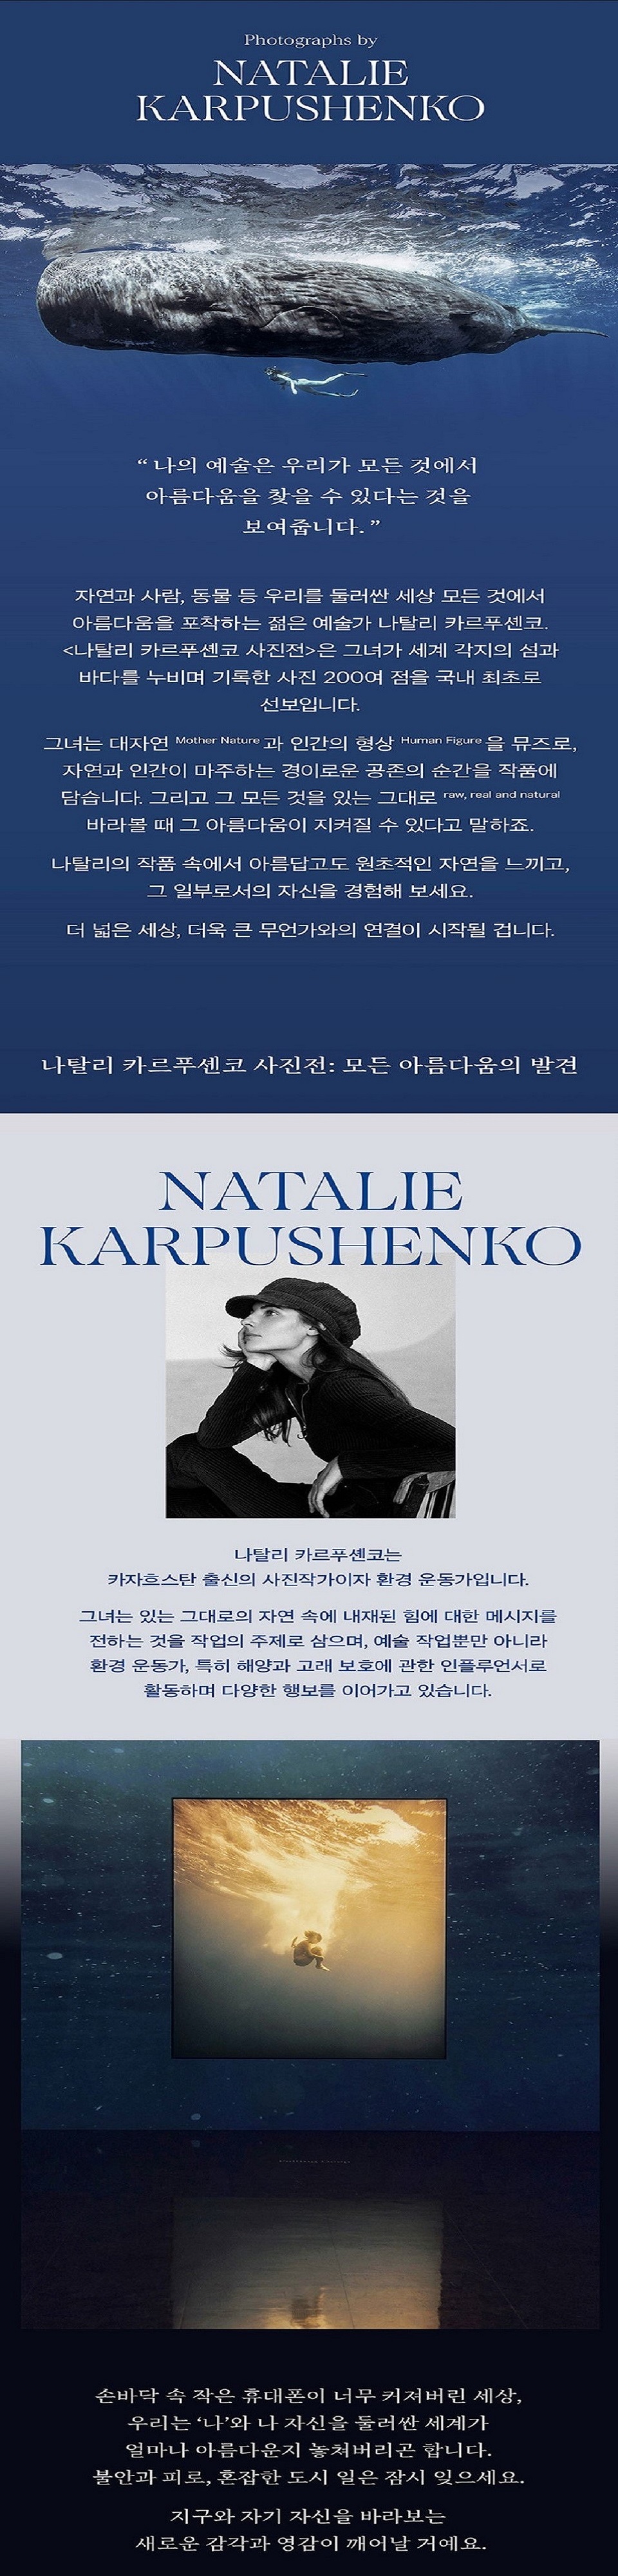 Photographs by
NATALIE
KARPUSHENKO
“ 나의 예술은 우리가 모든 것에서
아름다움을 찾을 수 있다는 것을
보여줍니다. ”
자연과 사람, 동물 등 우리를 둘러싼 세상 모든 것에서
아름다움을 포착하는 젊은 예술가 나탈리 카르푸셴코.
<나탈리 카르푸셴코 사진전>은 그녀가 세계 각지의 섬과
바다를 누비며 기록한 사진 200여 점을 국내 최초로
선보입니다.
그녀는 대자연 Mother Nature 과 인간의 형상 Human Figure 을 뮤즈로,
자연과 인간이 마주하는 경이로운 공존의 순간을 작품에
담습니다. 그리고 그 모든 것을 있는 그대로 raw, real and natural
바라볼 때 그 아름다움이 지켜질 수 있다고 말하죠.
나탈리의 작품 속에서 아름답고도 원초적인 자연을 느끼고,
그 일부로서의 자신을 경험해 보세요.
더 넓은 세상, 더욱 큰 무언가와의 연결이 시작될 겁니다.
나탈리 카르푸셴코 사진전: 모든 아름다움의 발견
NATALIE
KARPUSHENKO
나탈리 카르푸셴코는
카자흐스탄 출신의 사진작가이자 환경 운동가입니다.
그녀는 있는 그대로의 자연 속에 내재된 힘에 대한 메시지를
전하는 것을 작업의 주제로 삼으며, 예술 작업뿐만 아니라
환경 운동가, 특히 해양과 고래 보호에 관한 인플루언서로
활동하며 다양한 행보를 이어가고 있습니다.
손바닥 속 작은 휴대폰이 너무 커져버린 세상,
우리는 ‘나’와 나 자신을 둘러싼 세계가
얼마나 아름다운지 놓쳐버리곤 합니다.
불안과 피로, 혼잡한 도시 일은 잠시 잊으세요.
지구와 자기 자신을 바라보는
새로운 감각과 영감이 깨어날 거예요.